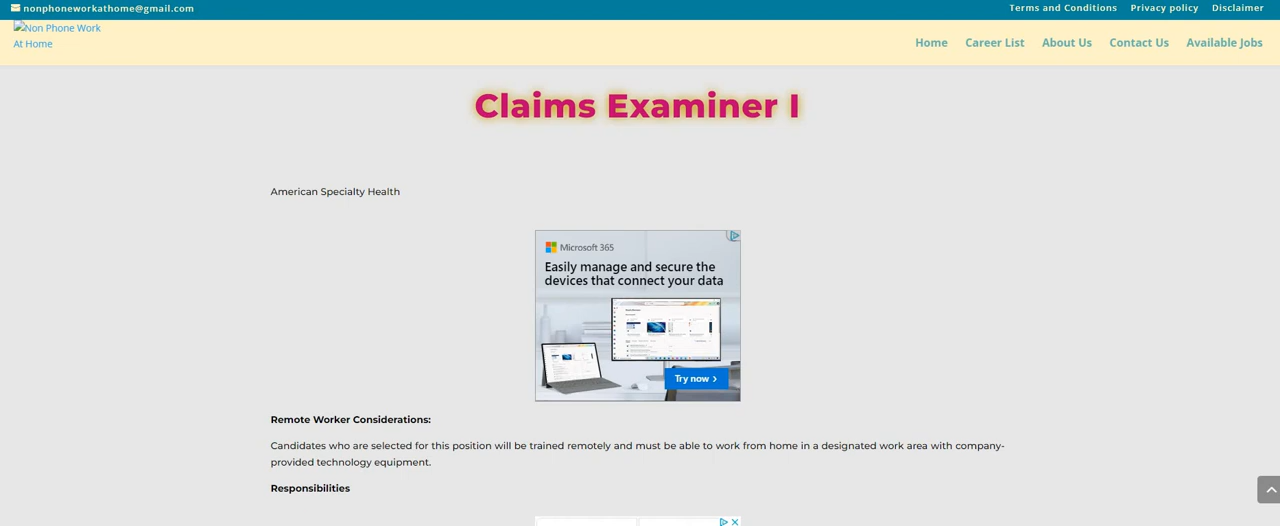 nonphoneworkathome@gmail.com
Terms and Conditions Privacy policy Disclaimer
Non Phone Work
At Home
Home Career List About Us Contact Us Available Jobs
Claims Examiner I
American Specialty Health
Microsoft 365
Easily manage and secure the
devices that connect your data
Try now >
Remote Worker Considerations:
Candidates who are selected for this position will be trained remotely and must be able to work from home in a designated work area with company-
provided technology equipment.
Responsibilities